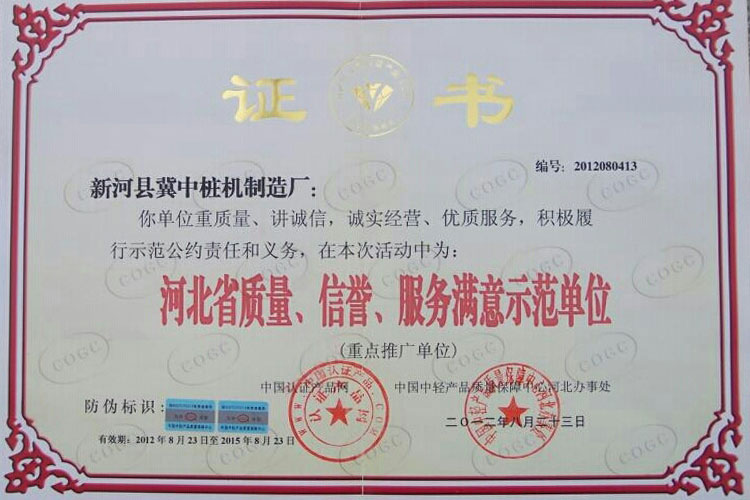 证书
编号：2012080413
新河县冀中桩机制造厂：
你单位重质量、讲诚信，诚实经营、优质服务，积极履
行示范公约责任和义务，在本次活动中为：
河北省质量、信誉、服务满意示范单位
(重点推广单位)
中国认证产品网 中国中轻产品质量保障中心河北办事处
防伪标识：
二〇一二年八月二十三日
有效期：2012年8月23日至2015年8月23日
COGC